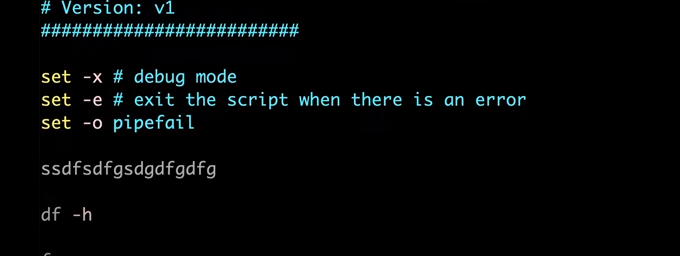 # Version: v1
#########################
set -x # debug mode
set -e # exit the script when there is an error
set -o pipefail
ssdfsdfgsdgdfgdfg
df -h